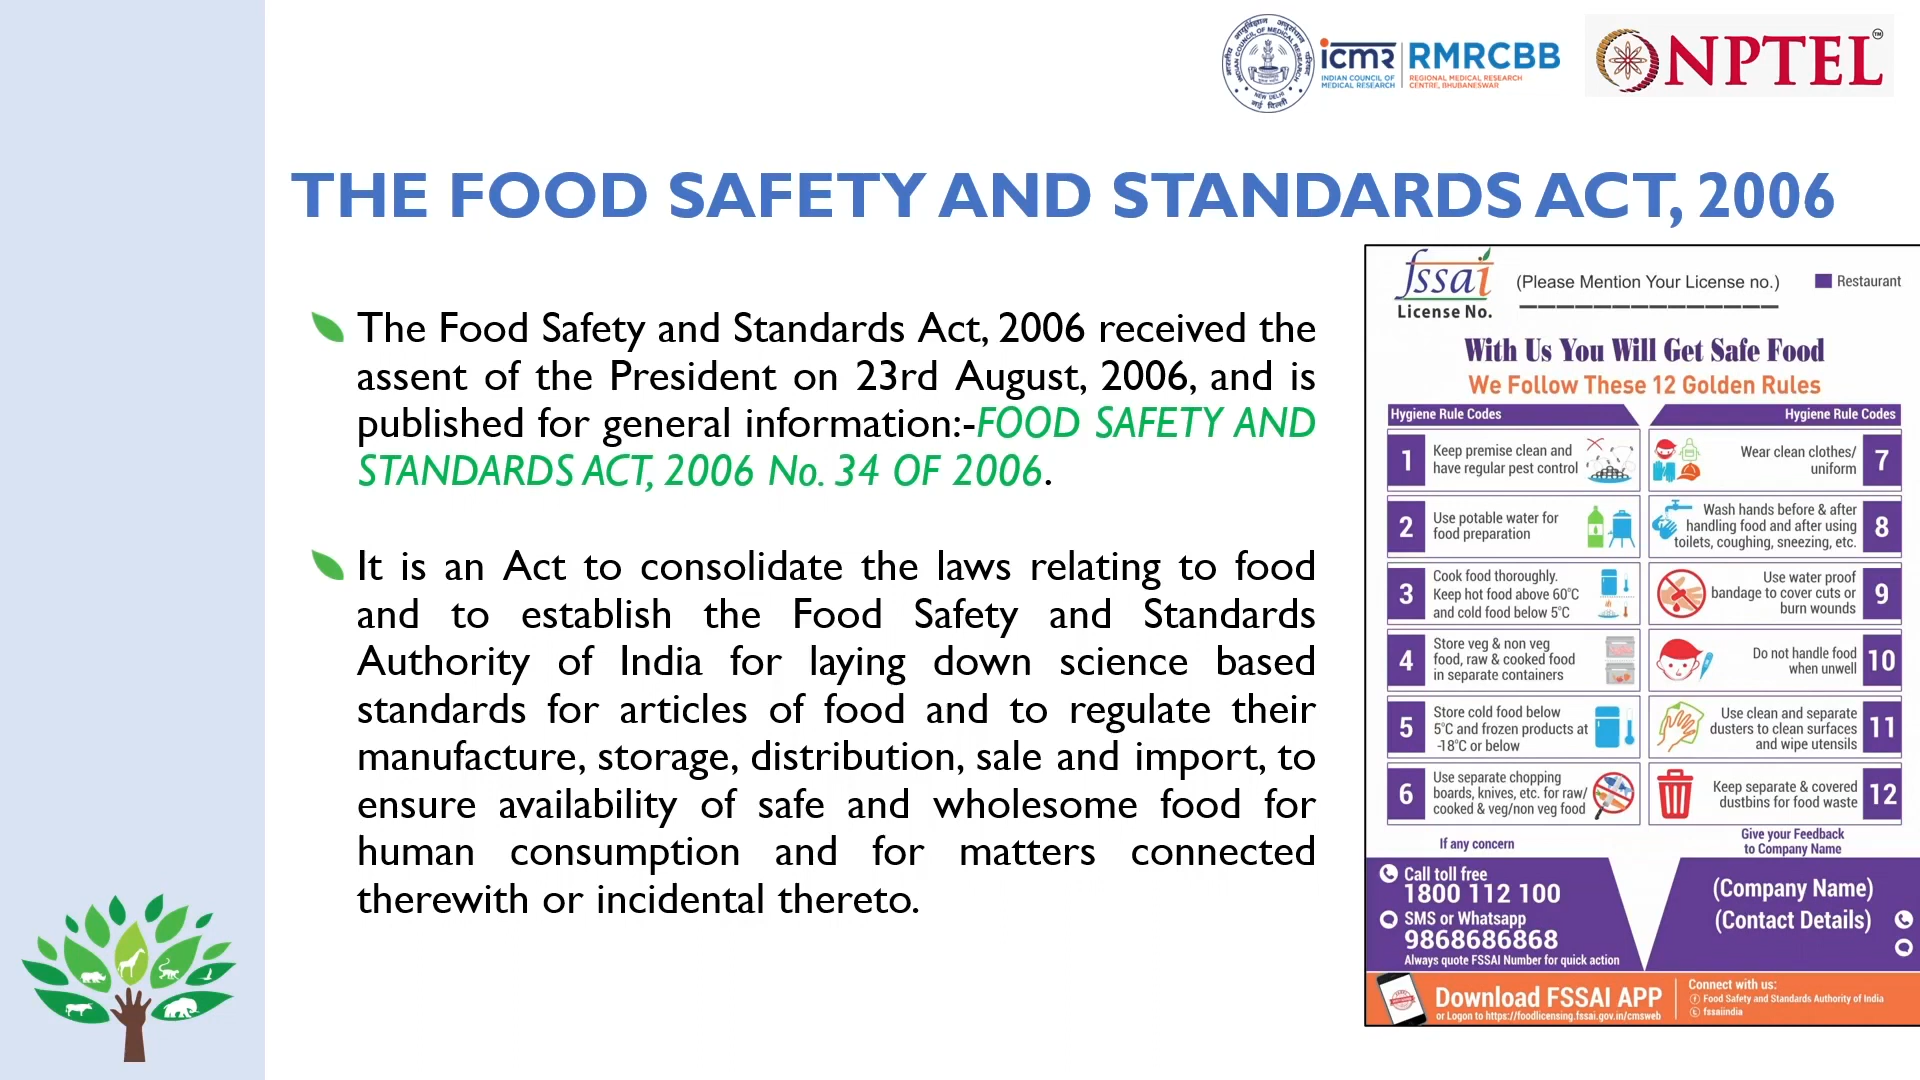 icmr
INDIAN COUNCIL OF
MEDICAL RESEARCH
RMRCBB
REGIONAL MEDICAL RESEARCH
CENTRE, BHUBANESWAR
NPTEL™
THE FOOD SAFETY AND STANDARDS ACT, 2006
The Food Safety and Standards Act, 2006 received the
assent of the President on 23rd August, 2006, and is
published for general information:-FOOD SAFETY AND
STANDARDS ACT, 2006 No. 34 OF 2006.
It is an Act to consolidate the laws relating to food
and to establish the Food Safety and Standards
Authority of India for laying down science based
standards for articles of food and to regulate their
manufacture, storage, distribution, sale and import, to
ensure availability of safe and wholesome food for
human consumption and for matters connected
therewith or incidental thereto.
fssai
License No.
(Please Mention Your License no.)
Restaurant
With Us You Will Get Safe Food
We Follow These 12 Golden Rules
Hygiene Rule Codes
1
Keep premise clean and
have regular pest control
2
Use potable water for
food preparation
3
Cook food thoroughly.
Keep hot food above 60°C
and cold food below 5°C
4
Store veg & non veg
food, raw & cooked food
in separate containers
5
Store cold food below
5°C and frozen products at
-18°C or below
6
Use separate chopping
boards, knives, etc. for raw/
cooked & veg/non veg food
Hygiene Rule Codes
Wear clean clothes/
uniform
7
Wash hands before & after
handling food and after using
toilets, coughing, sneezing, etc.
8
Use water proof
bandage to cover cuts or
burn wounds
9
Do not handle food
when unwell
10
Use clean and separate
dusters to clean surfaces
and wipe utensils
11
Keep separate & covered
dustbins for food waste
12
If any concern
Call toll free
1800 112 100
SMS or Whatsapp
9868686868
Always quote FSSAI Number for quick action
Give your Feedback
to Company Name
(Company Name)
(Contact Details)
Download FSSAI APP
or Logon to https://foodlicensing.fssai.gov.in/cmsweb
Connect with us:
Food Safety and Standards Authority of India
fssaiindia